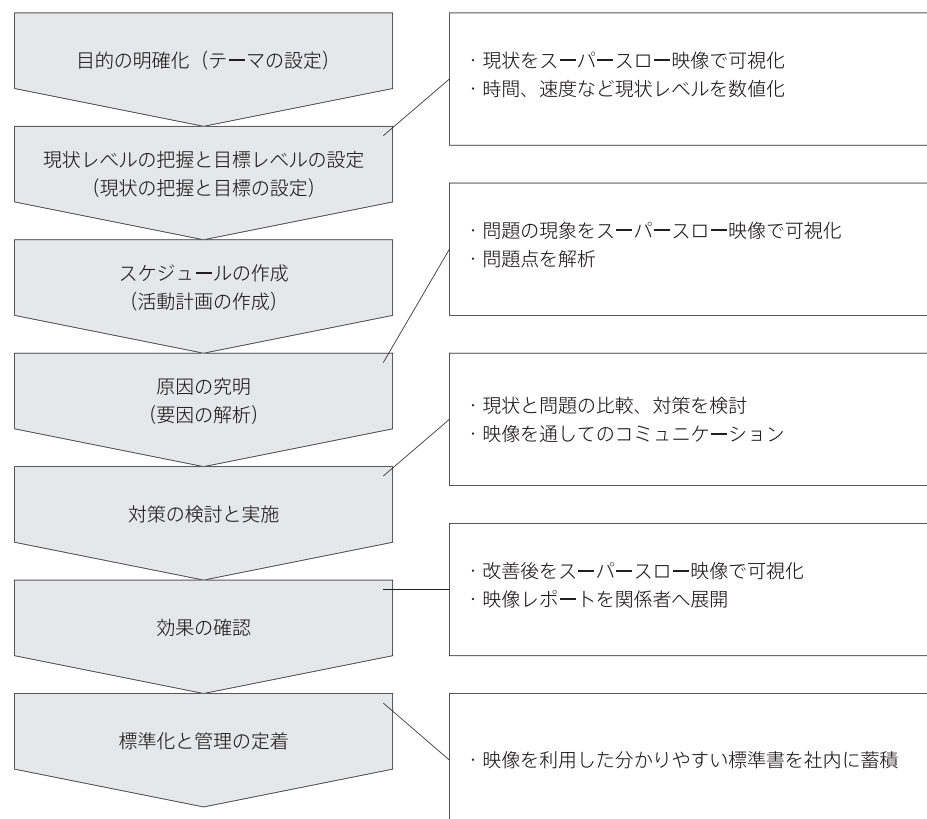 目的の明確化（テーマの設定）
現状レベルの把握と目標レベルの設定
（現状の把握と目標の設定）
スケジュールの作成
（活動計画の作成）
原因の究明
（要因の解析）
対策の検討と実施
効果の確認
標準化と管理の定着
・現状をスーパースロー映像で可視化
・時間、速度など現状レベルを数値化
・問題の現象をスーパースロー映像で可視化
・問題点を解析
・現状と問題の比較、対策を検討
・映像を通してのコミュニケーション
・改善後をスーパースロー映像で可視化
・映像レポートを関係者へ展開
・映像を利用した分かりやすい標準書を社内に蓄積